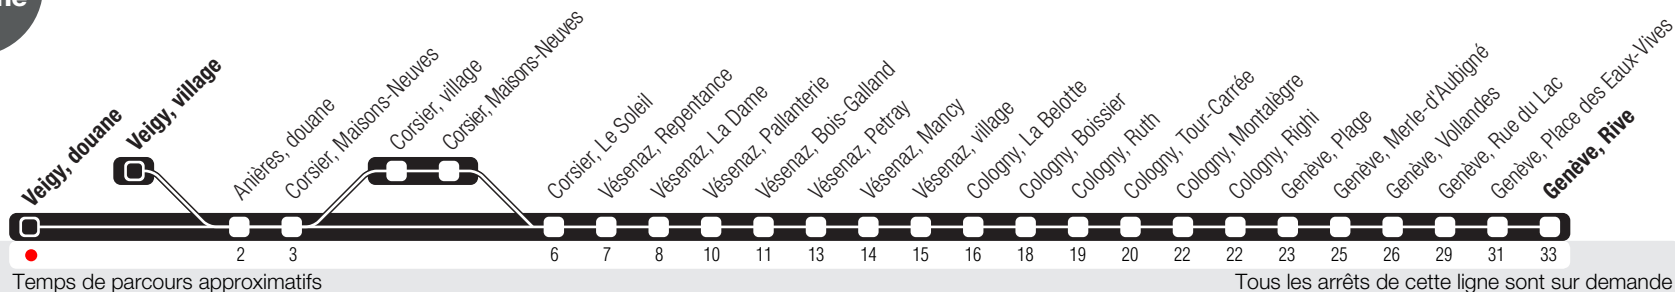 Veigy, douane
Veigy, village
Anières, douane
Corsier, Maisons-Neuves
Corsier, village
Corsier, Maisons-Neuves
Corsier, Le Soleil
Vésenaz, Repentance
Vésenaz, La Dame
Vésenaz, Pallanterie
Vésenaz, Bois-Galland
Vésenaz, Petray
Vésenaz, Mancy
Vésenaz, village
Cologny, La Belotte
Cologny, Boissier
Cologny, Ruth
Cologny, Tour-Carrée
Cologny, Montalègre
Cologny, Righi
Genève, Plage
Genève, Merle-d'Aubigné
Genève, Vollandes
Genève, Rue du Lac
Genève, Place des Eaux-Vives
Genève, Rive
2 3 6 7 8 10 11 13 14 15 16 18 19 20 22 22 23 25 26 29 31 33
Temps de parcours approximatifs
Tous les arrêts de cette ligne sont sur demande